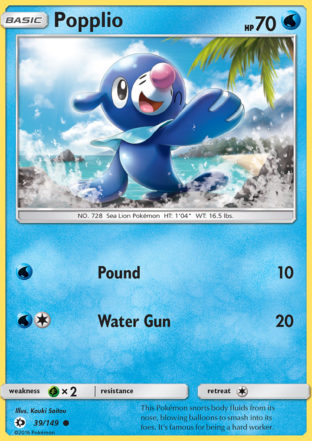 BASIC Popplio HP 70
NO. 728 Sea Lion Pokémon HT: 1'04" WT: 16.5 lbs.
Pound 10
Water Gun 20
weakness ×2 resistance retreat
Illus. Kouki Saitou
39/149
©2016 Pokémon
This Pokémon snorts body fluids from its
nose, blowing balloons to smash into its
foes. It's famous for being a hard worker.